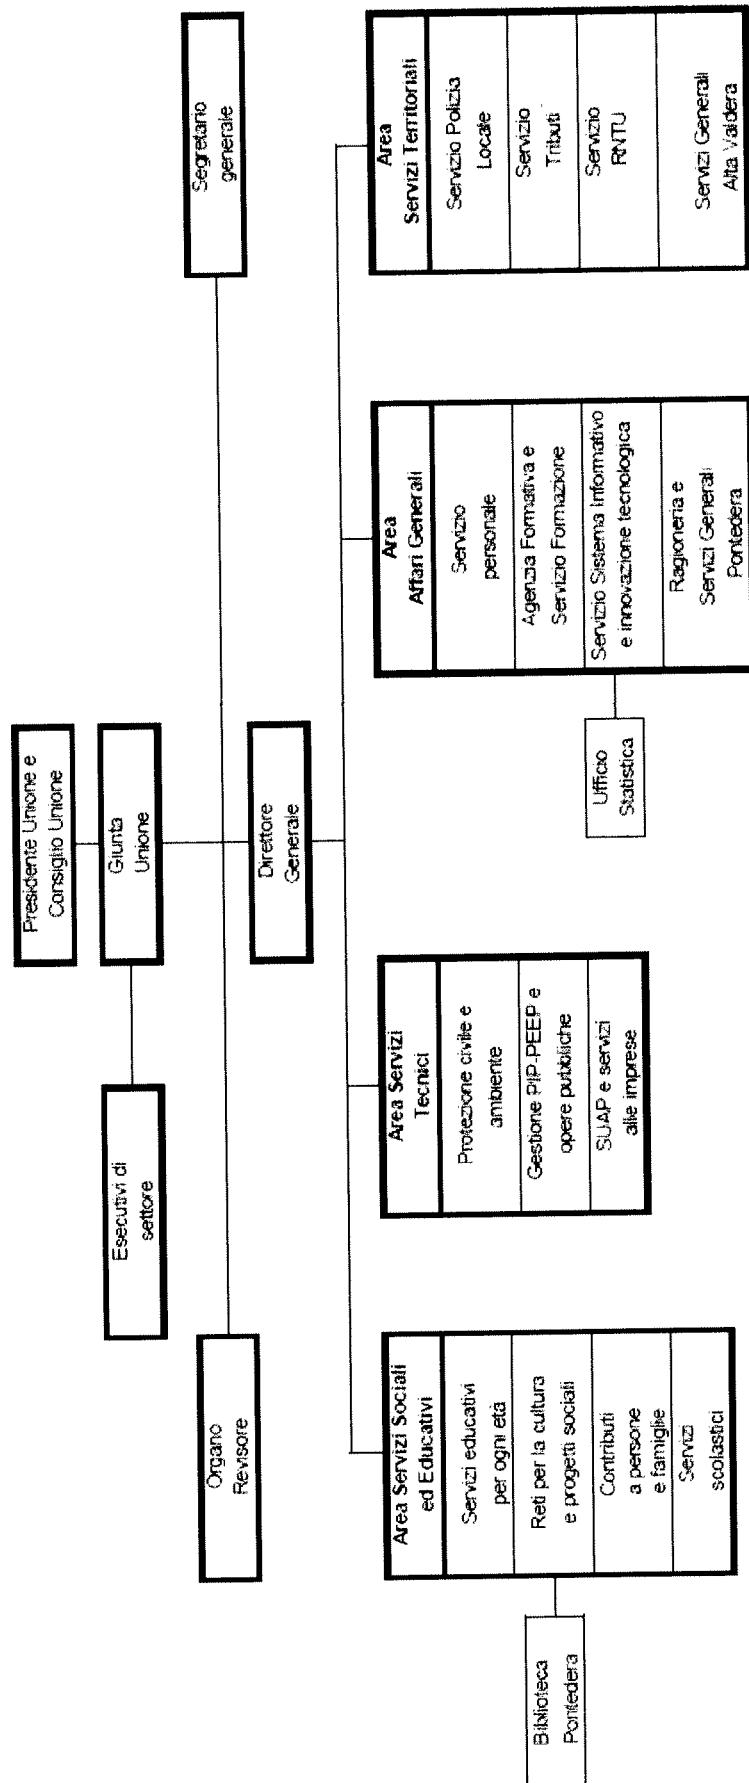 Presidente Unione e
Consiglio Unione
Giunta
Unione
Esecutivi di
settore
Organo
Revisore
Segretario
generale
Direttore
Generale
Area Servizi Sociali
ed Educativi
Servizi educativi
per ogni età
Reti per la cultura
e progetti sociali
Contributi
a persone
e famiglie
Servizi
scolastici
Biblioteca
Pontedera
Area Servizi
Tecnici
Protezione civile e
ambiente
Gestione PIP-PEEP e
opere pubbliche
SUAP e servizi
alle imprese
Area
Affari Generali
Servizio
personale
Agenzia Formativa e
Servizio Formazione
Servizio Sistema Informativo
e innovazione tecnologica
Ragioneria e
Servizi Generali
Pontedera
Ufficio
Statistica
Area
Servizi Territoriali
Servizio Polizia
Locale
Servizio
Tributi
Servizio
RNTU
Servizi Generali
Alta Valdera